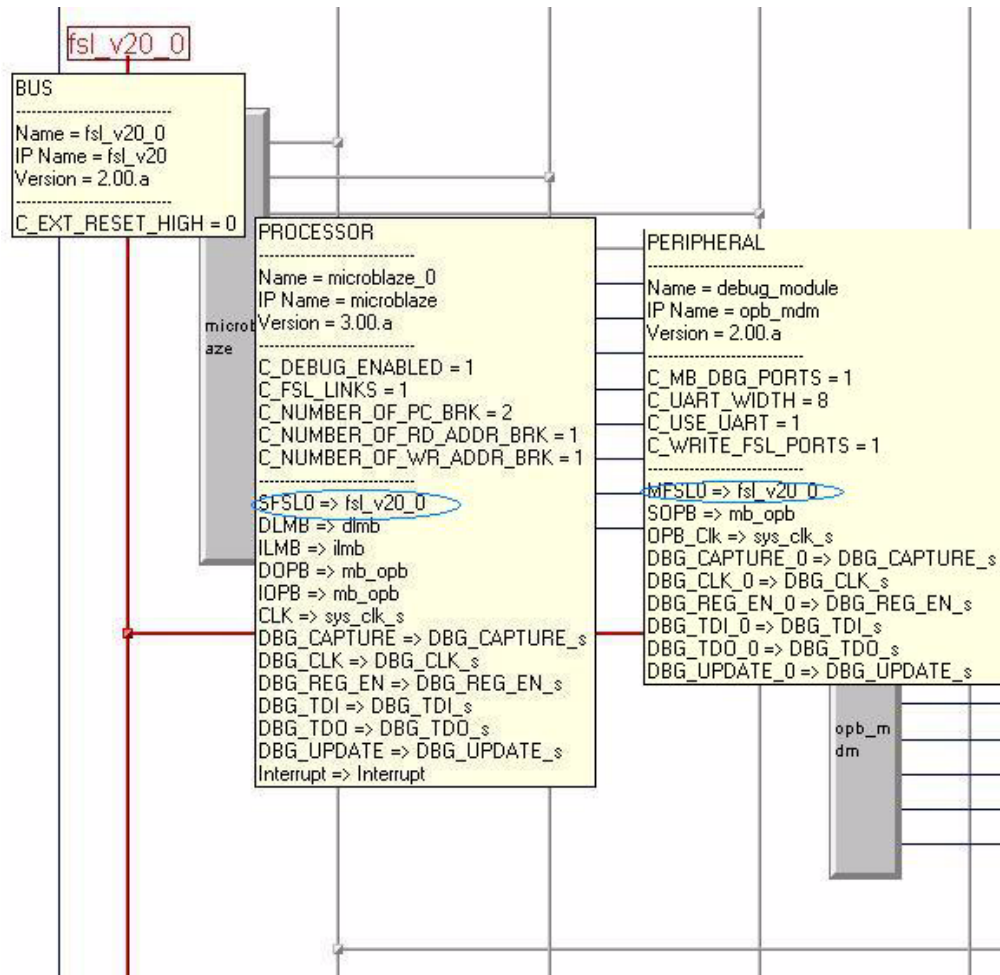 fsl_v20_0
BUS
Name = fsl_v20_0
IP Name = fsl_v20
Version = 2.00.a
C_EXT_RESET_HIGH = 0
microb
aze
PROCESSOR
Name = microblaze_0
IP Name = microblaze
Version = 3.00.a
C_DEBUG_ENABLED = 1
C_FSL_LINKS = 1
C_NUMBER_OF_PC_BRK = 2
C_NUMBER_OF_RD_ADDR_BRK = 1
C_NUMBER_OF_WR_ADDR_BRK = 1
SFSL0 => fsl_v20_0
DLMB => dlmb
ILMB => ilmb
DOPB => mb_opb
IOPB => mb_opb
CLK => sys_clk_s
DBG_CAPTURE => DBG_CAPTURE_s
DBG_CLK => DBG_CLK_s
DBG_REG_EN => DBG_REG_EN_s
DBG_TDI => DBG_TDI_s
DBG_TDO => DBG_TDO_s
DBG_UPDATE => DBG_UPDATE_s
Interrupt => Interrupt
PERIPHERAL
Name = debug_module
IP Name = opb_mdm
Version = 2.00.a
C_MB_DBG_PORTS = 1
C_UART_WIDTH = 8
C_USE_UART = 1
C_WRITE_FSL_PORTS = 1
MFSL0 => fsl_v20_0
SOPB => mb_opb
OPB_Clk => sys_clk_s
DBG_CAPTURE_0 => DBG_CAPTURE_s
DBG_CLK_0 => DBG_CLK_s
DBG_REG_EN_0 => DBG_REG_EN_s
DBG_TDI_0 => DBG_TDI_s
DBG_TDO_0 => DBG_TDO_s
DBG_UPDATE_0 => DBG_UPDATE_s
opb_m
dm